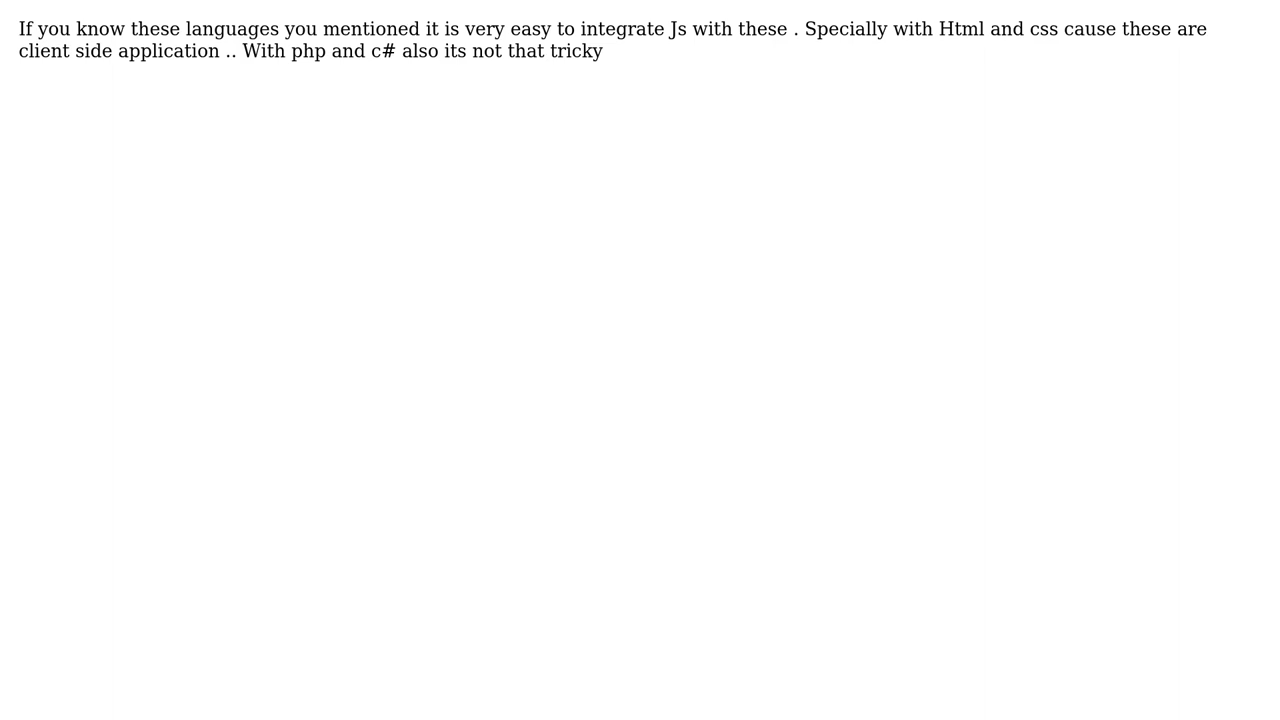 If you know these languages you mentioned it is very easy to integrate Js with these . Specially with Html and css cause these are
client side application .. With php and c# also its not that tricky